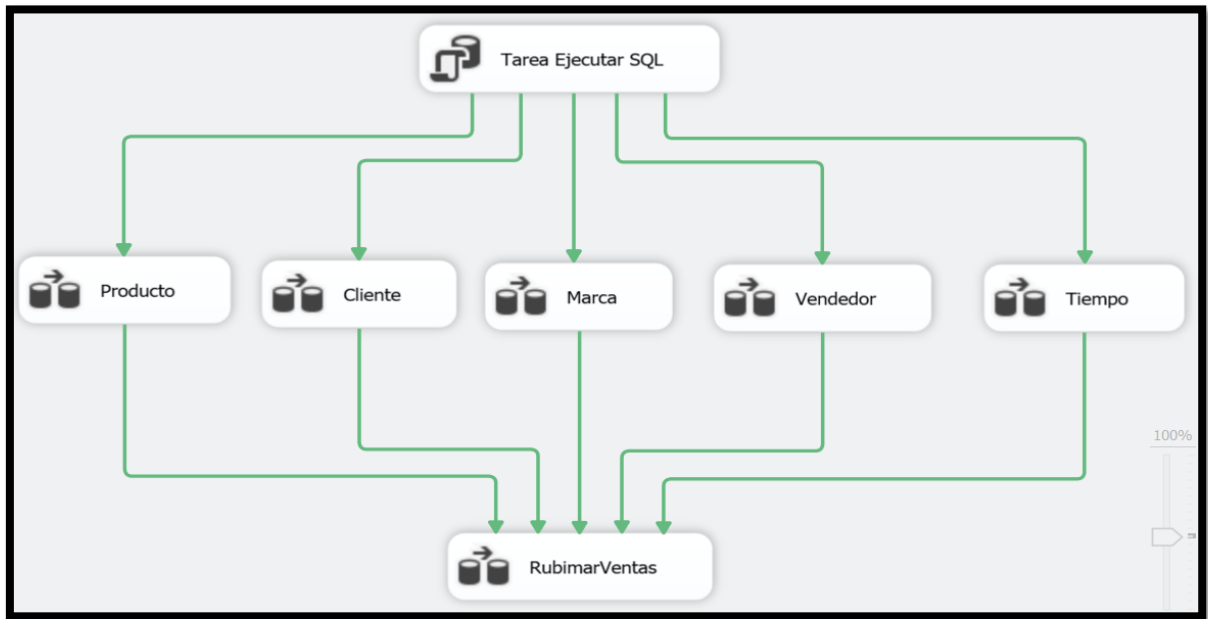 Tarea Ejecutar SQL
Producto
Cliente
Marca
Vendedor
Tiempo
100%
RubimarVentas